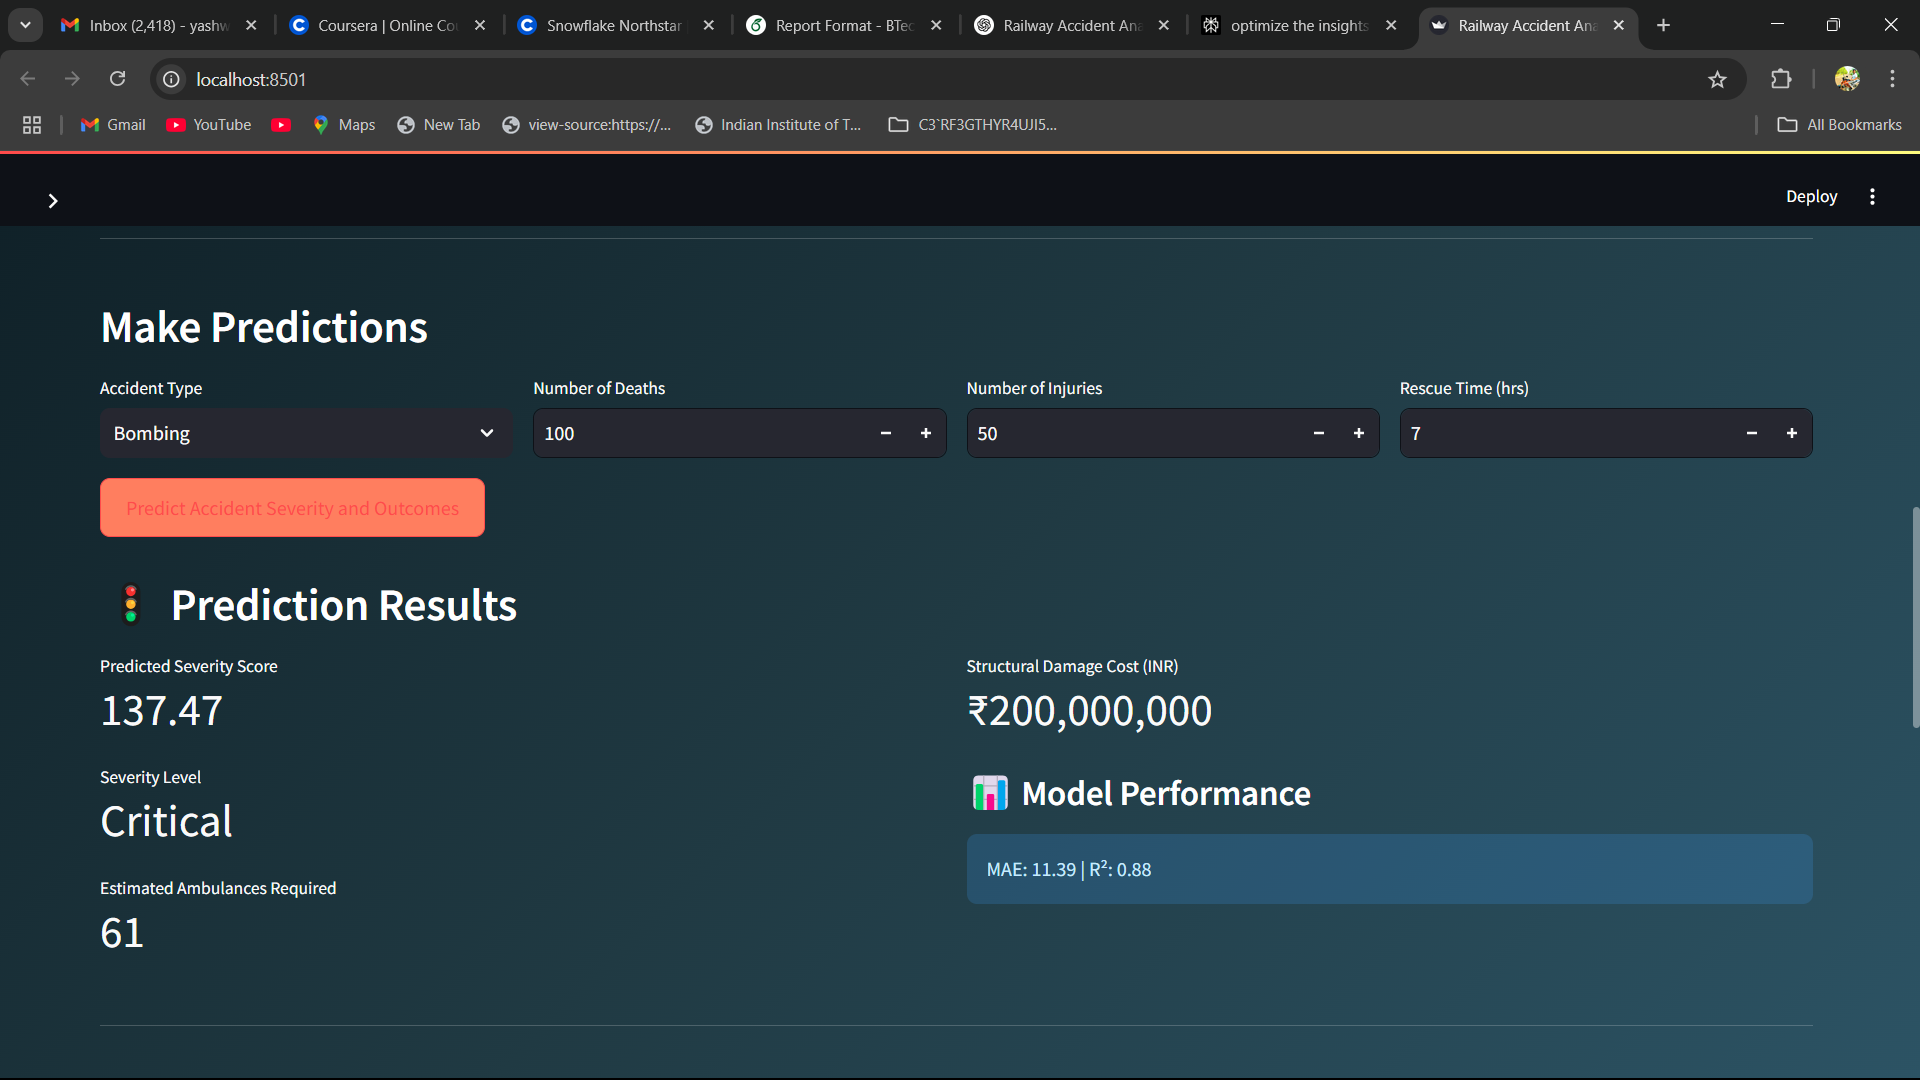 Inbox (2,418) - yashw
Coursera | Online Co
Snowflake Northstar
Report Format - BTec
Railway Accident Ana
optimize the insights
Railway Accident Ana
localhost:8501
Gmail
YouTube
Maps
New Tab
view-source:https://...
Indian Institute of T...
C3`RF3GTHYR4UJI5...
All Bookmarks
Deploy
Make Predictions
Accident Type
Number of Deaths
Number of Injuries
Rescue Time (hrs)
Bombing
100
50
7
Predict Accident Severity and Outcomes
Prediction Results
Predicted Severity Score
137.47
Structural Damage Cost (INR)
₹200,000,000
Severity Level
Critical
Model Performance
MAE: 11.39 | R²: 0.88
Estimated Ambulances Required
61